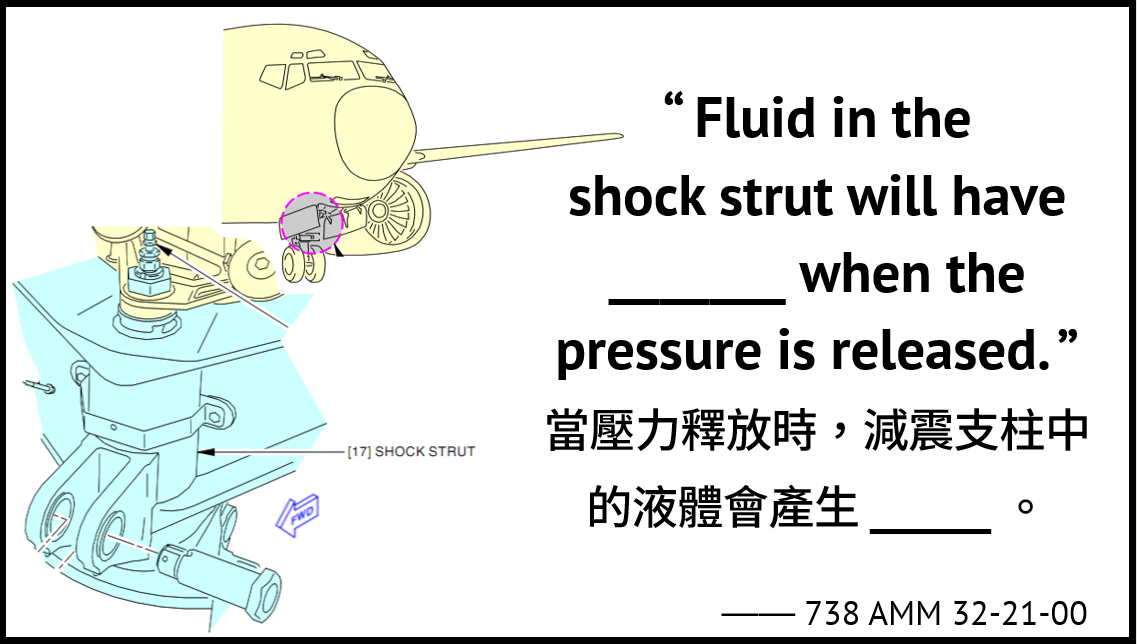 “ Fluid in the
shock strut will have
_______ when the
pressure is released. ”
當壓力釋放時，減震支柱中
的液體會產生 _____ 。
[17] SHOCK STRUT
FWD
—— 738 AMM 32-21-00